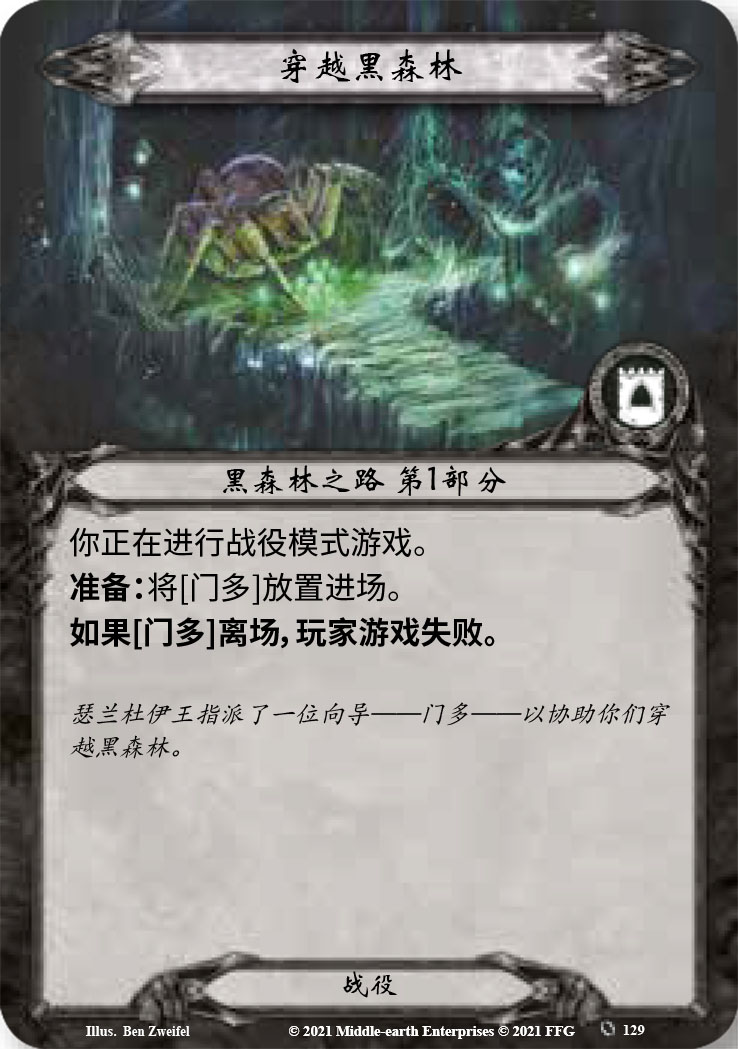 穿越黑森林
黑森林之路 第1部分
你正在进行战役模式游戏。
准备：将[门多]放置进场。
如果[门多]离场，玩家游戏失败。
瑟兰杜伊王指派了一位向导——门多——以协助你们穿
越黑森林。
战役
Illus. Ben Zweifel © 2021 Middle-earth Enterprises © 2021 FFG 129